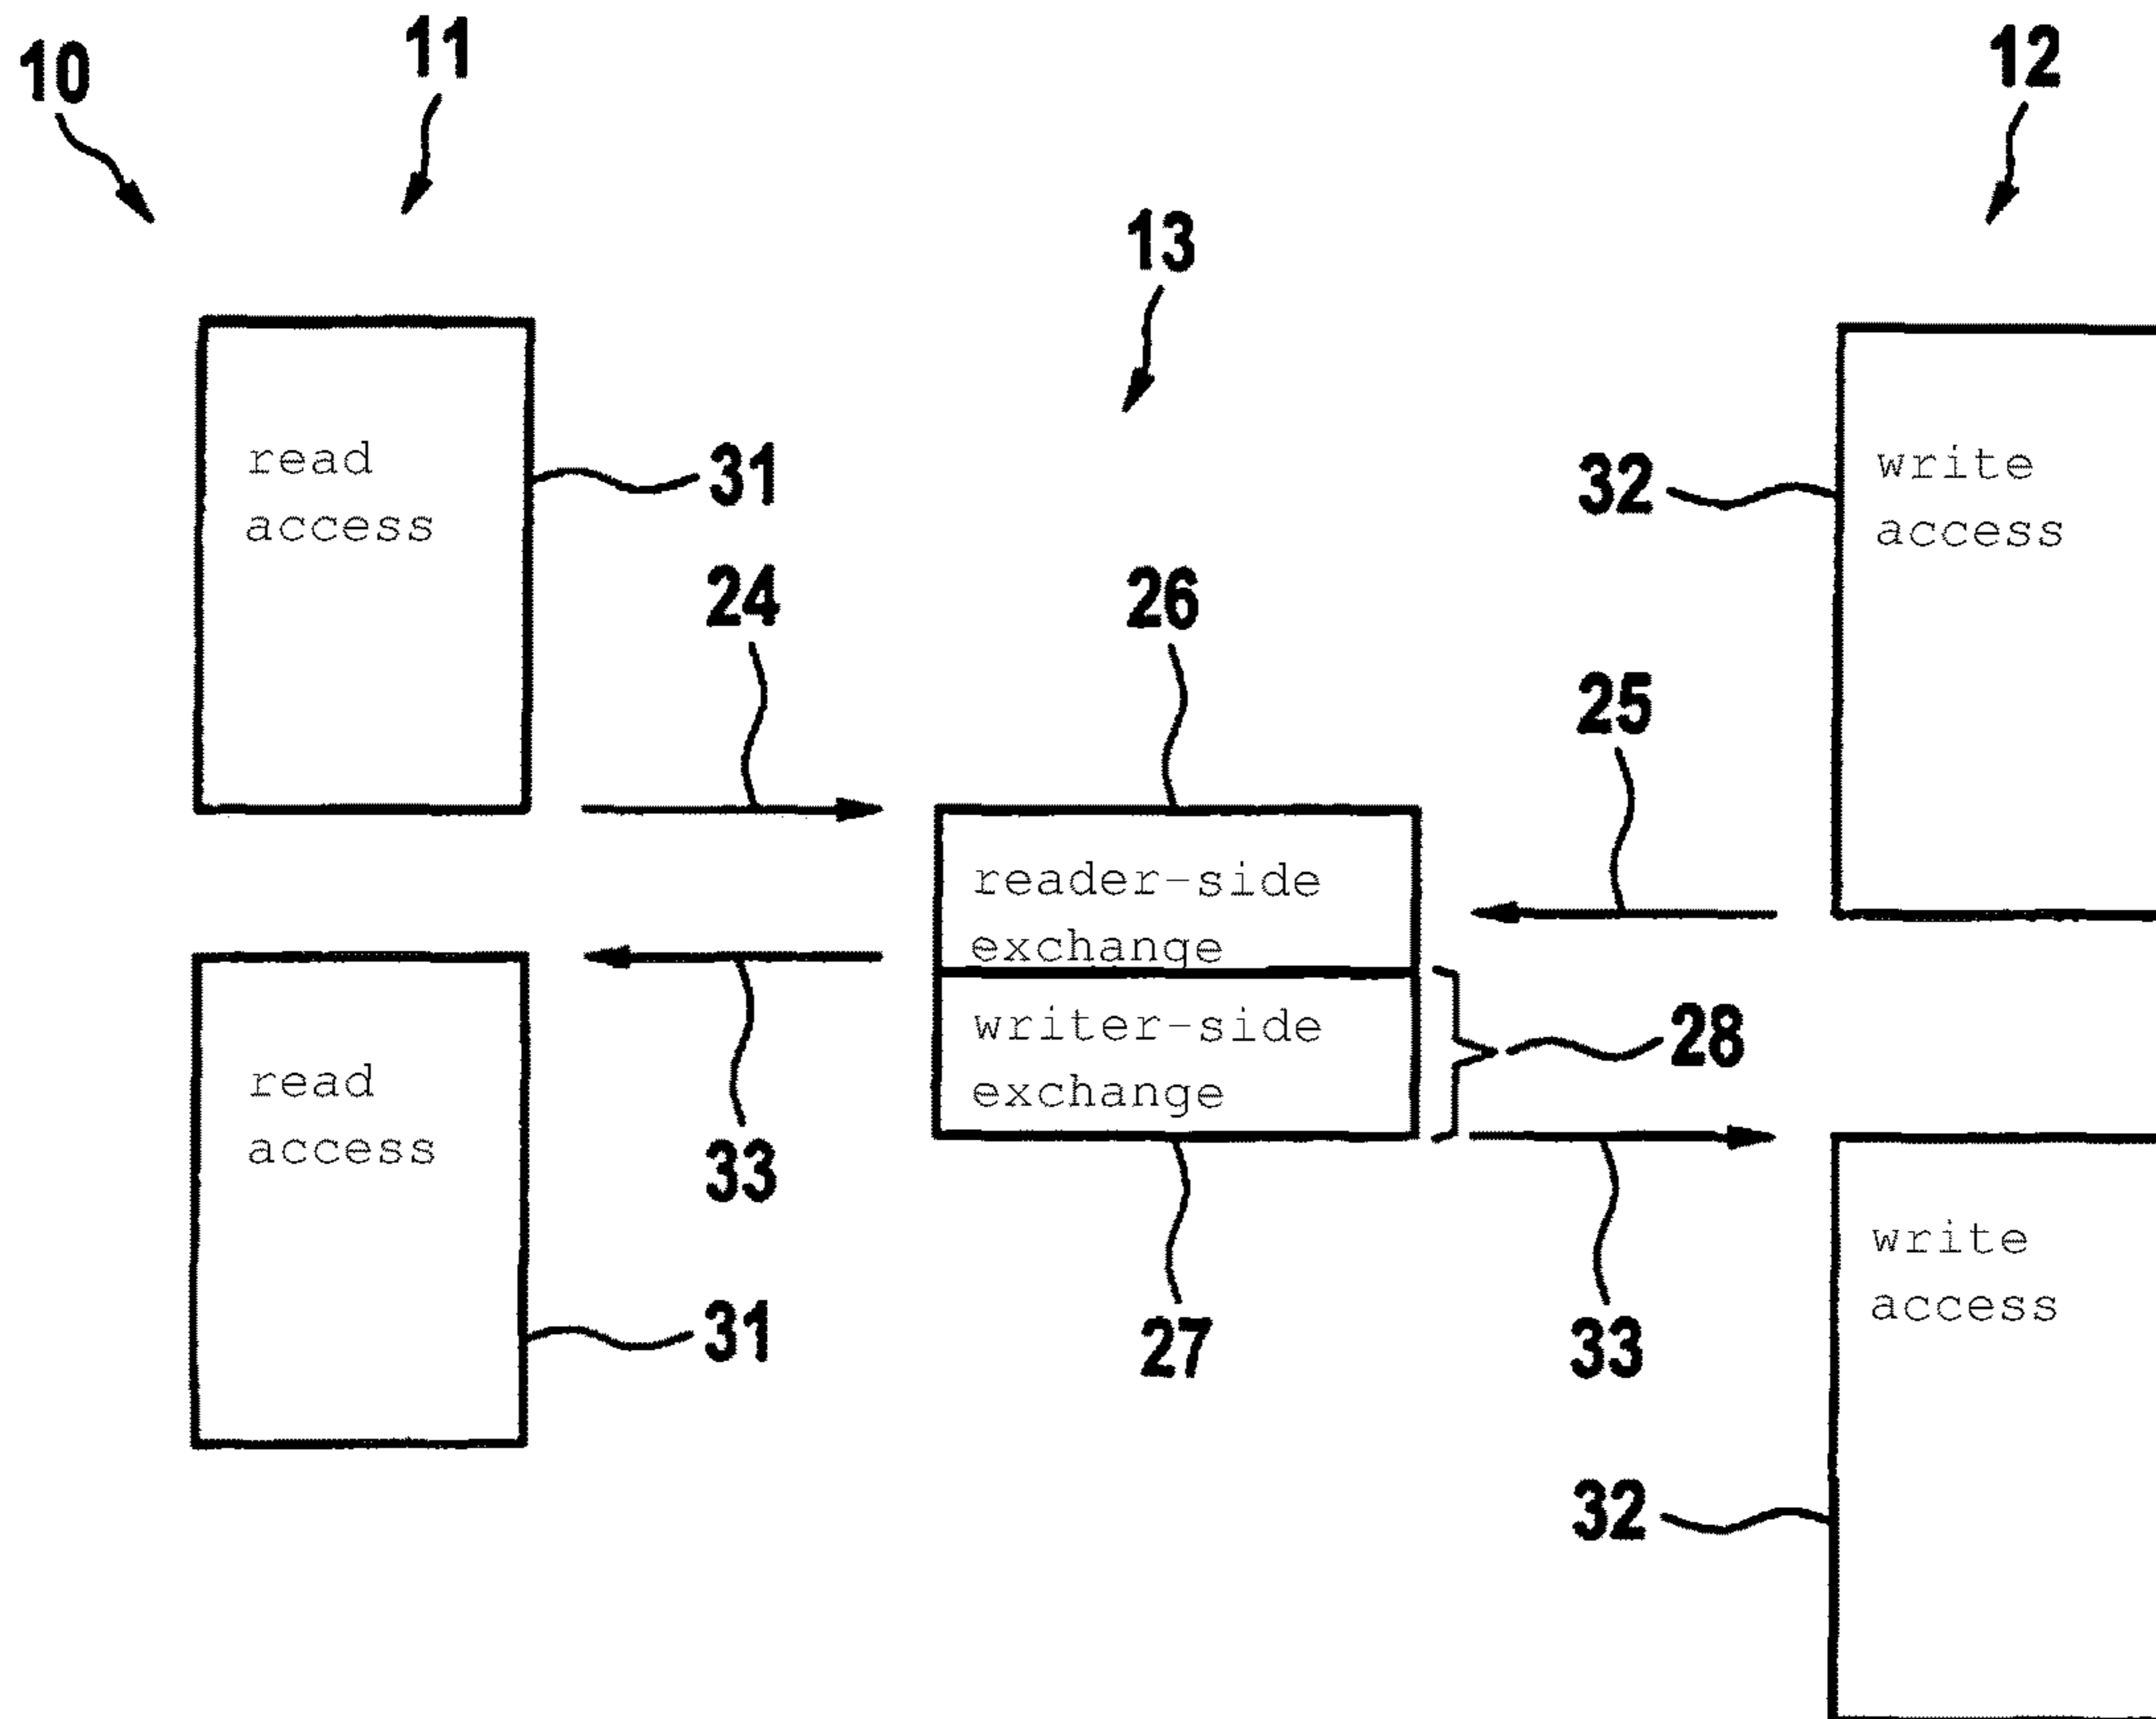 10
11
12
13
read
access
31
32
write
access
24
26
25
reader-side
exchange
writer-side
exchange
28
read
access
33
31
27
33
write
access
32